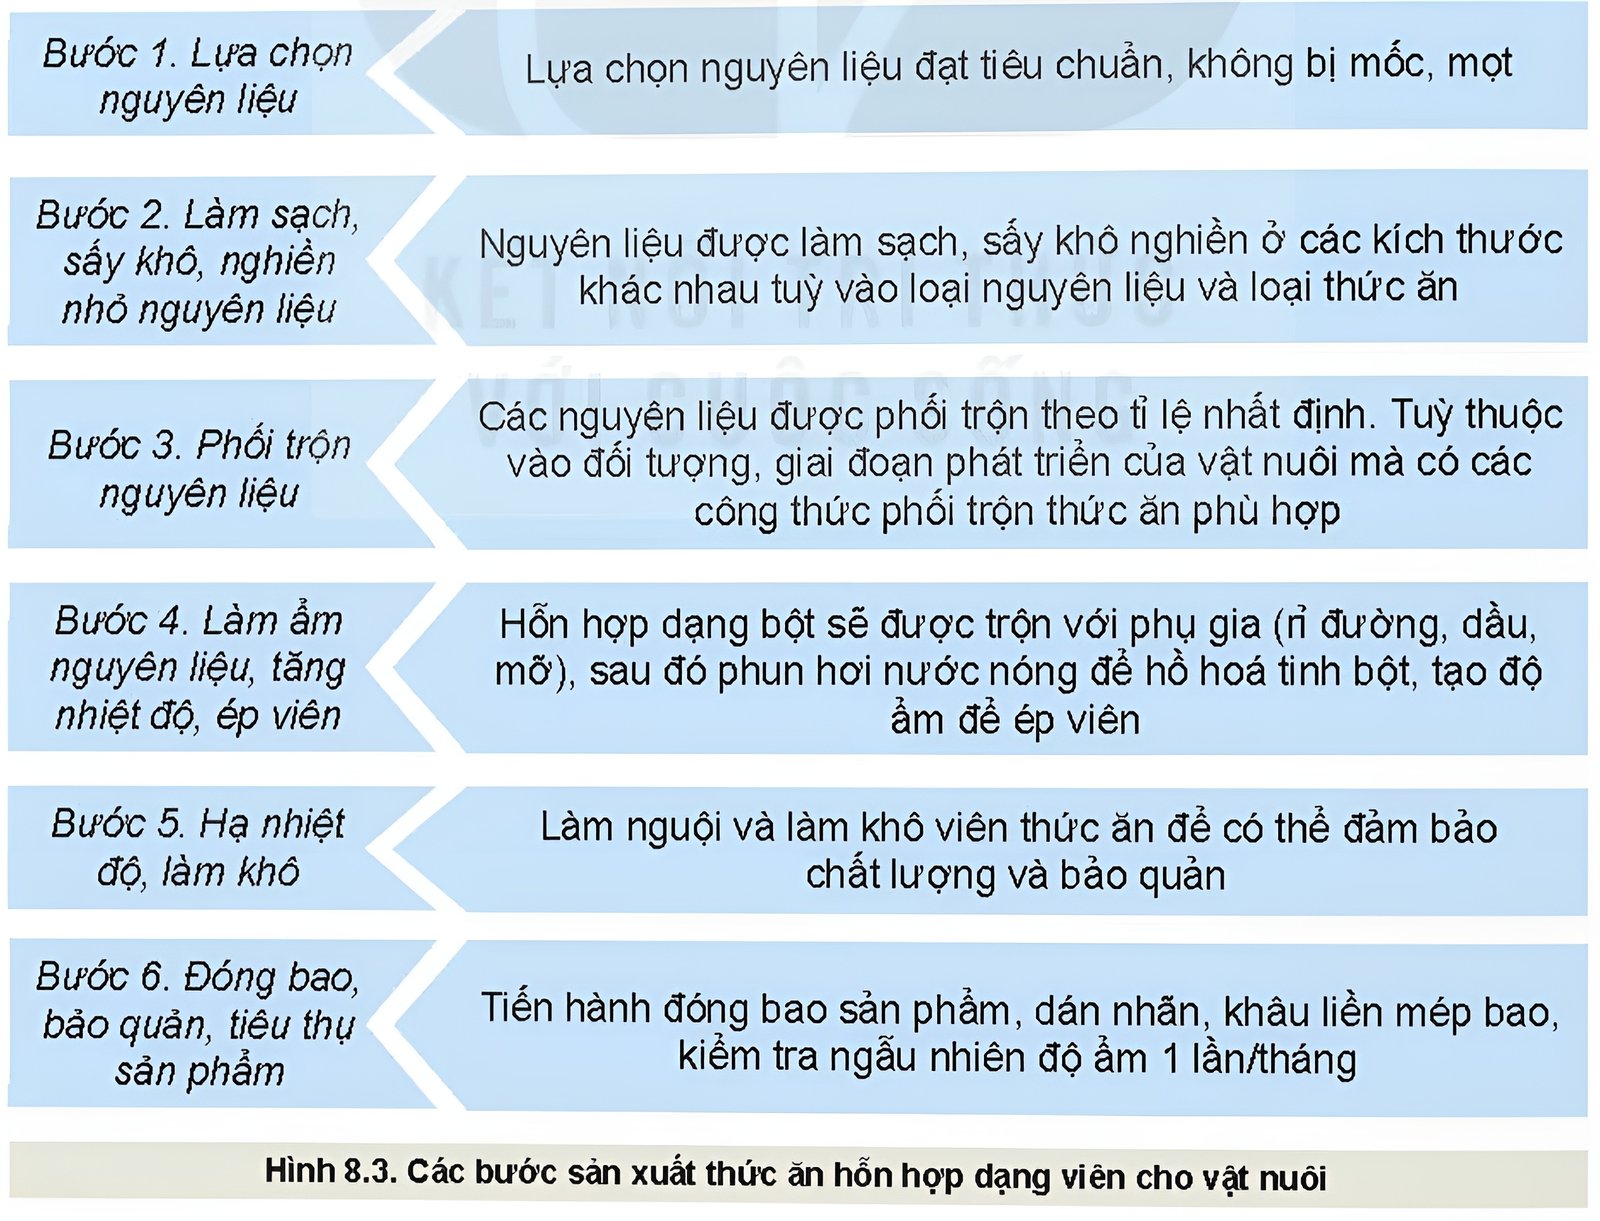 Bước 1. Lựa chọn
nguyên liệu
Lựa chọn nguyên liệu đạt tiêu chuẩn, không bị mốc, mọt
Bước 2. Làm sạch,
sấy khô, nghiền
nhỏ nguyên liệu
Nguyên liệu được làm sạch, sấy khô nghiền ở các kích thước
khác nhau tuỳ vào loại nguyên liệu và loại thức ăn
KẾT NỐI TRI THỨC
VỚI CUỘC SỐNG
Bước 3. Phối trộn
nguyên liệu
Các nguyên liệu được phối trộn theo tỉ lệ nhất định. Tuỳ thuộc
vào đối tượng, giai đoạn phát triển của vật nuôi mà có các
công thức phối trộn thức ăn phù hợp
Bước 4. Làm ẩm
nguyên liệu, tăng
nhiệt độ, ép viên
Hỗn hợp dạng bột sẽ được trộn với phụ gia (rỉ đường, dầu,
mỡ), sau đó phun hơi nước nóng để hồ hoá tinh bột, tạo độ
ẩm để ép viên
Bước 5. Hạ nhiệt
độ, làm khô
Làm nguội và làm khô viên thức ăn để có thể đảm bảo
chất lượng và bảo quản
Bước 6. Đóng bao,
bảo quản, tiêu thụ
sản phẩm
Tiến hành đóng bao sản phẩm, dán nhãn, khâu liền mép bao,
kiểm tra ngẫu nhiên độ ẩm 1 lần/tháng
Hình 8.3. Các bước sản xuất thức ăn hỗn hợp dạng viên cho vật nuôi